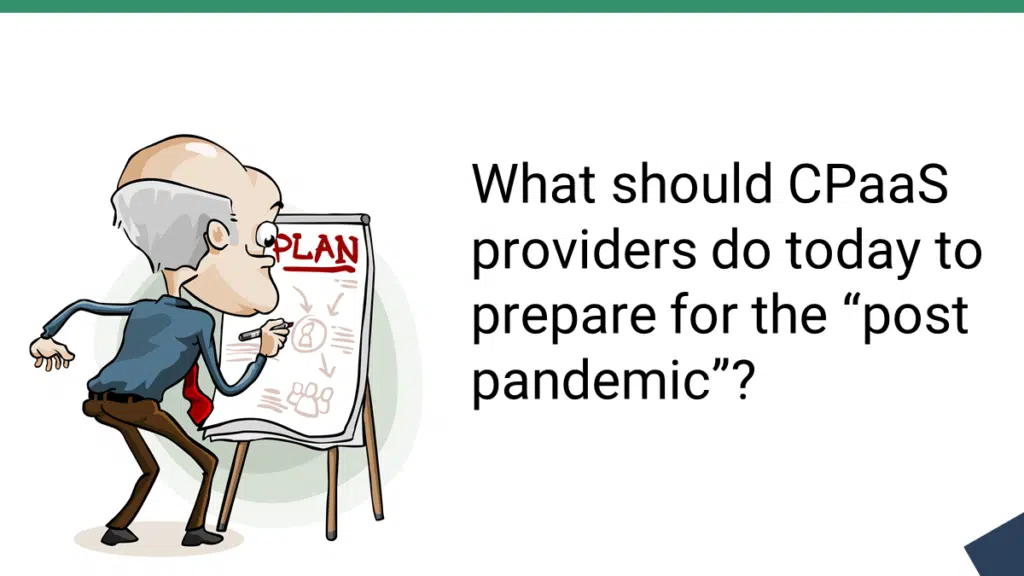 PLAN
What should CPaaS
providers do today to
prepare for the “post
pandemic”?